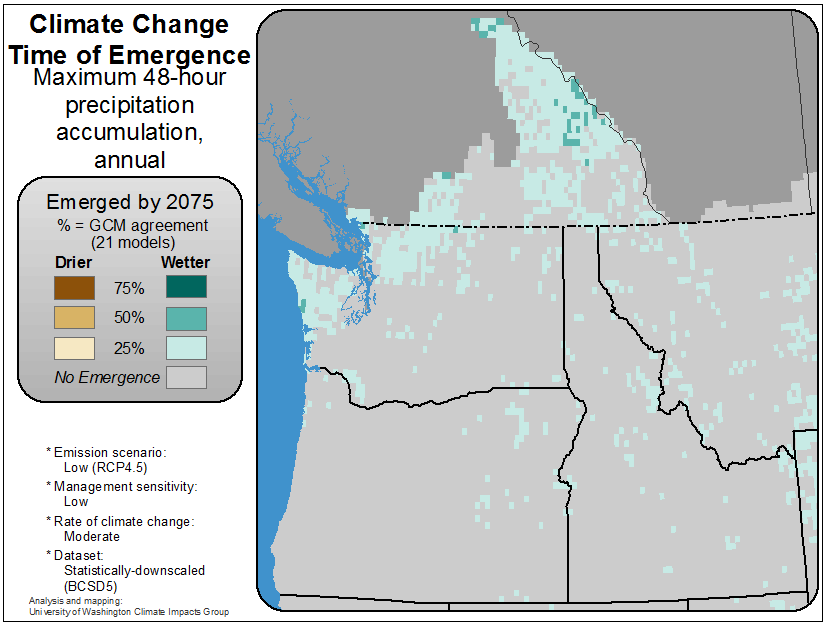 Climate Change
Time of Emergence
Maximum 48-hour
precipitation
accumulation,
annual
Emerged by 2075
% = GCM agreement
(21 models)
Drier Wetter
75%
50%
25%
No Emergence
* Emission scenario:
Low (RCP4.5)
* Management sensitivity:
Low
* Rate of climate change:
Moderate
* Dataset:
Statistically-downscaled
(BCSD5)
Analysis and mapping:
University of Washington Climate Impacts Group